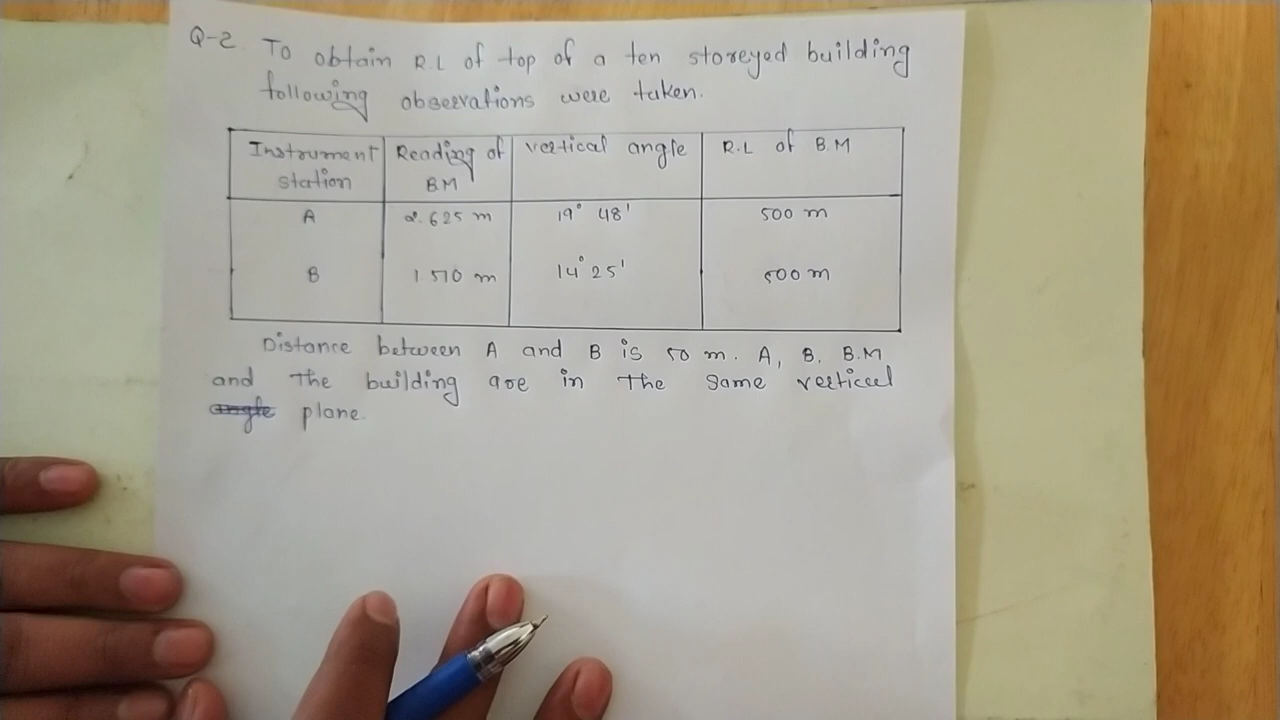 Q-2 To obtain R.L of top of a ten storeyed building
following observations were taken.
Instrument station | Reading of BM | vertical angle | R.L of B.M
A | 2.625 m | 19° 48' | 500 m
B | 1.510 m | 14° 25' | 500 m
Distance between A and B is 50 m. A, B, B.M
and The building are in The same vertical
angle plane.